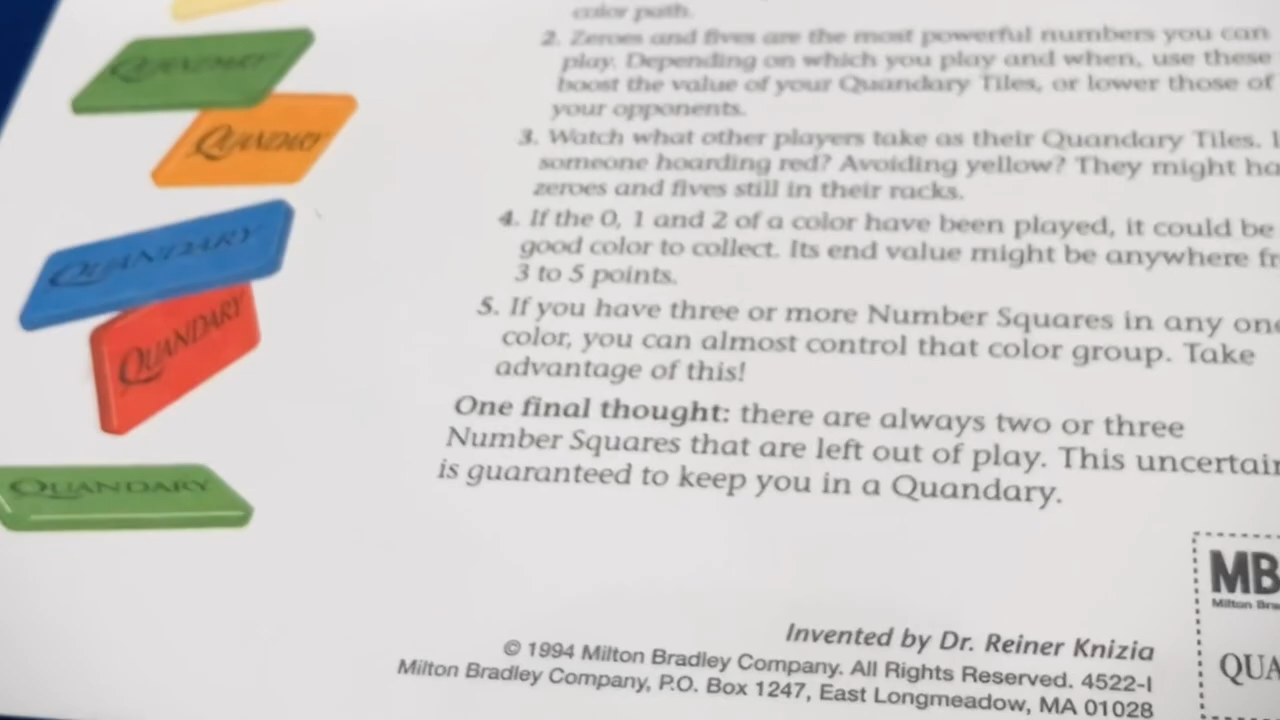 color path.
2. Zeroes and fives are the most powerful numbers you can
play. Depending on which you play and when, use these
boost the value of your Quandary Tiles, or lower those of
your opponents.
3. Watch what other players take as their Quandary Tiles.
someone hoarding red? Avoiding yellow? They might ha
zeroes and fives still in their racks.
4. If the 0, 1 and 2 of a color have been played, it could be
good color to collect. Its end value might be anywhere fr
3 to 5 points.
5. If you have three or more Number Squares in any one
color, you can almost control that color group. Take
advantage of this!
One final thought: there are always two or three
Number Squares that are left out of play. This uncertain
is guaranteed to keep you in a Quandary.
QUANDARY
QUANDARY
QUANDARY
QUANDARY
QUANDARY
MB
Milton Bra
QUA
Invented by Dr. Reiner Knizia
© 1994 Milton Bradley Company. All Rights Reserved. 4522-I
Milton Bradley Company, P.O. Box 1247, East Longmeadow, MA 01028